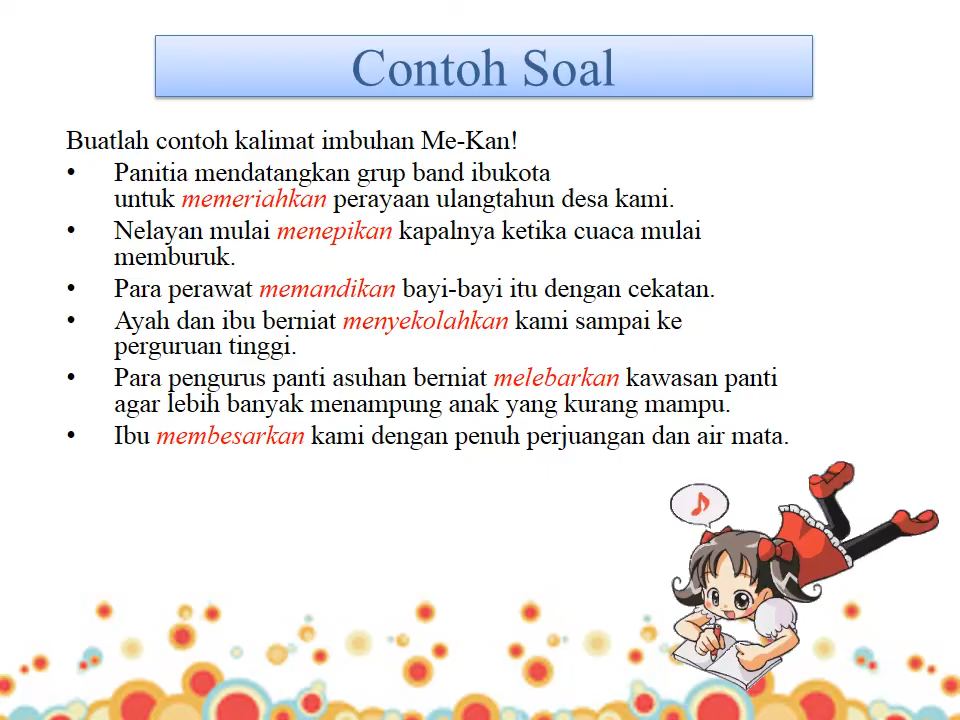 Contoh Soal
Buatlah contoh kalimat imbuhan Me-Kan!
• Panitia mendatangkan grup band ibukota
untuk memeriahkan perayaan ulangtahun desa kami.
• Nelayan mulai menepikan kapalnya ketika cuaca mulai
memburuk.
• Para perawat memandikan bayi-bayi itu dengan cekatan.
• Ayah dan ibu berniat menyekolahkan kami sampai ke
perguruan tinggi.
• Para pengurus panti asuhan berniat melebarkan kawasan panti
agar lebih banyak menampung anak yang kurang mampu.
• Ibu membesarkan kami dengan penuh perjuangan dan air mata.